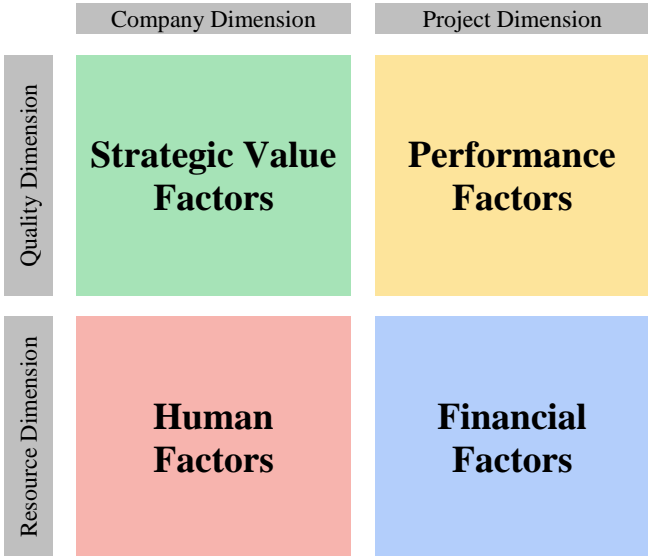 Company Dimension
Project Dimension
Quality Dimension
Strategic Value
Factors
Performance
Factors
Resource Dimension
Human
Factors
Financial
Factors